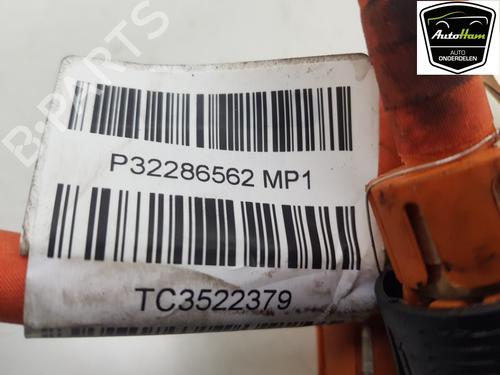 AutoHam
AUTO
ONDERDELEN
B-PARTS
P32286562 MP1
TC3522379